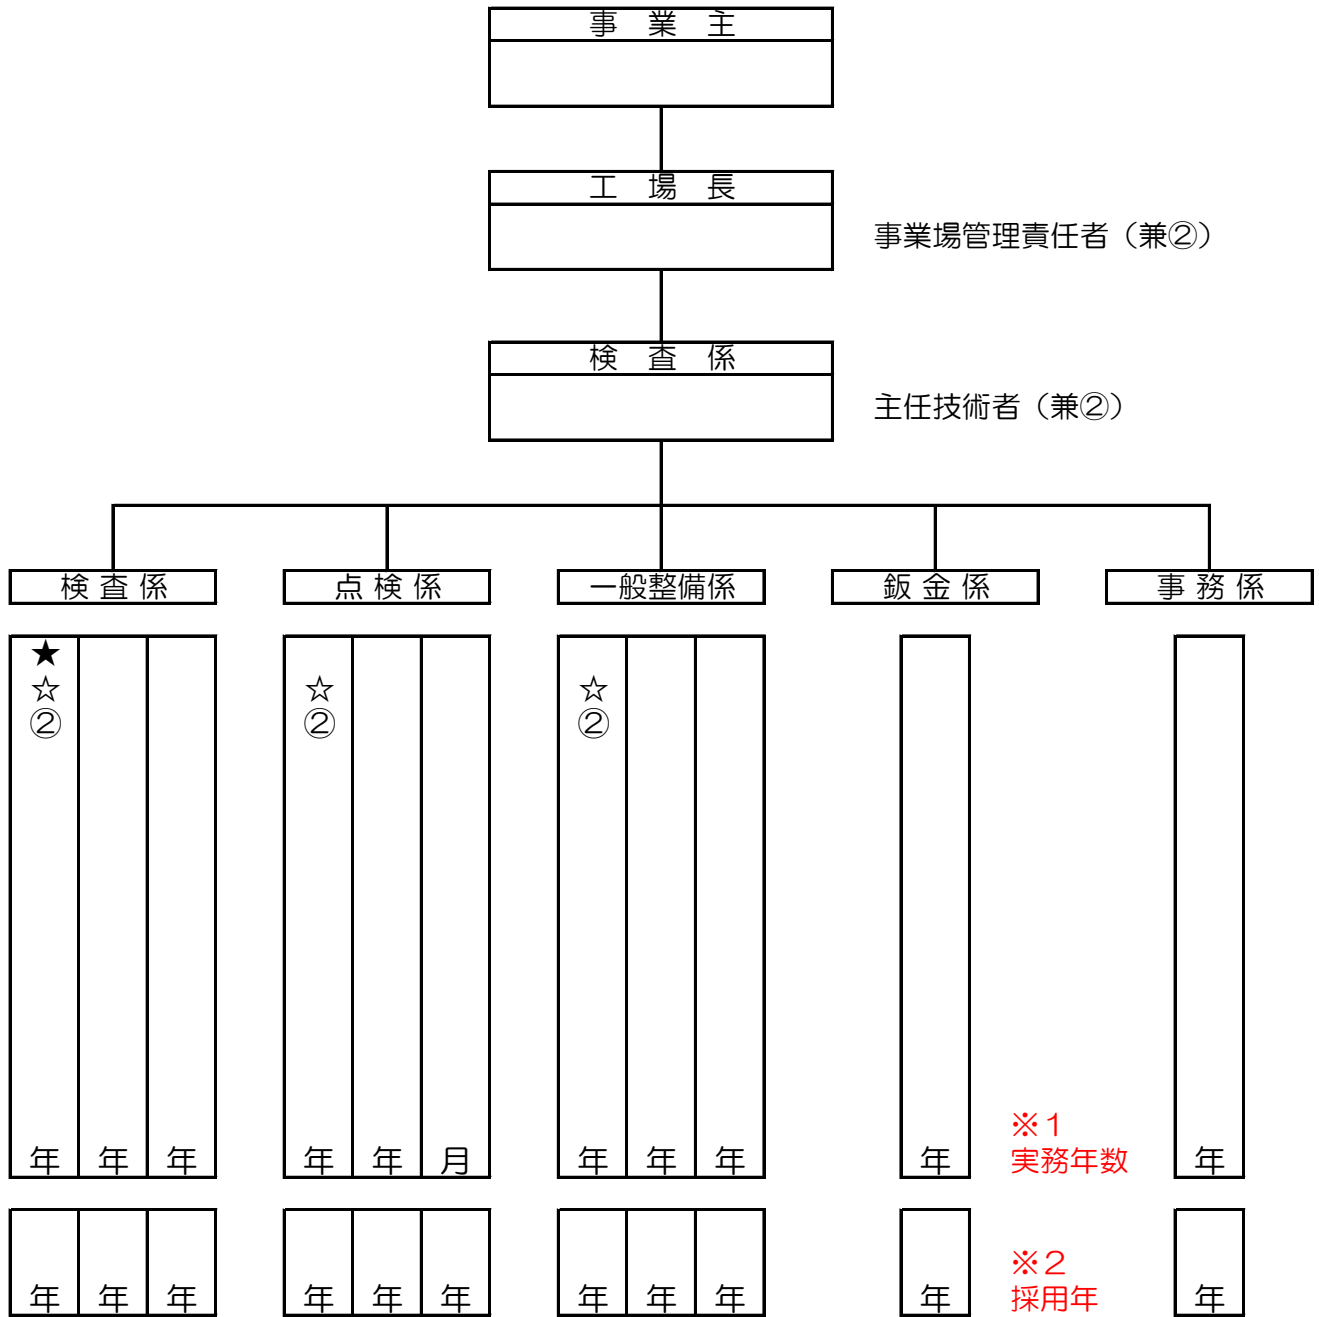 事　業　主
工　場　長
事業場管理責任者（兼②）
検　査　係
主任技術者（兼②）
検 査 係
点 検 係
一般整備係
鈑 金 係
事 務 係
★
☆ ☆ ☆
② ② ②
※１
年 年 年 年 年 月 年 年 年 年 実務年数 年
※２
年 年 年 年 年 年 年 年 年 年 採用年 年